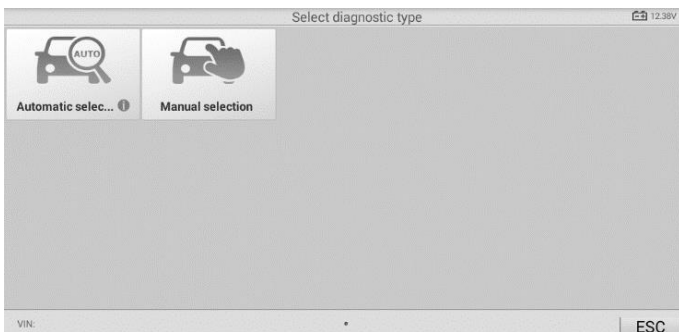 Select diagnostic type
12.38V
AUTO
Automatic selec...
Manual selection
VIN:
ESC